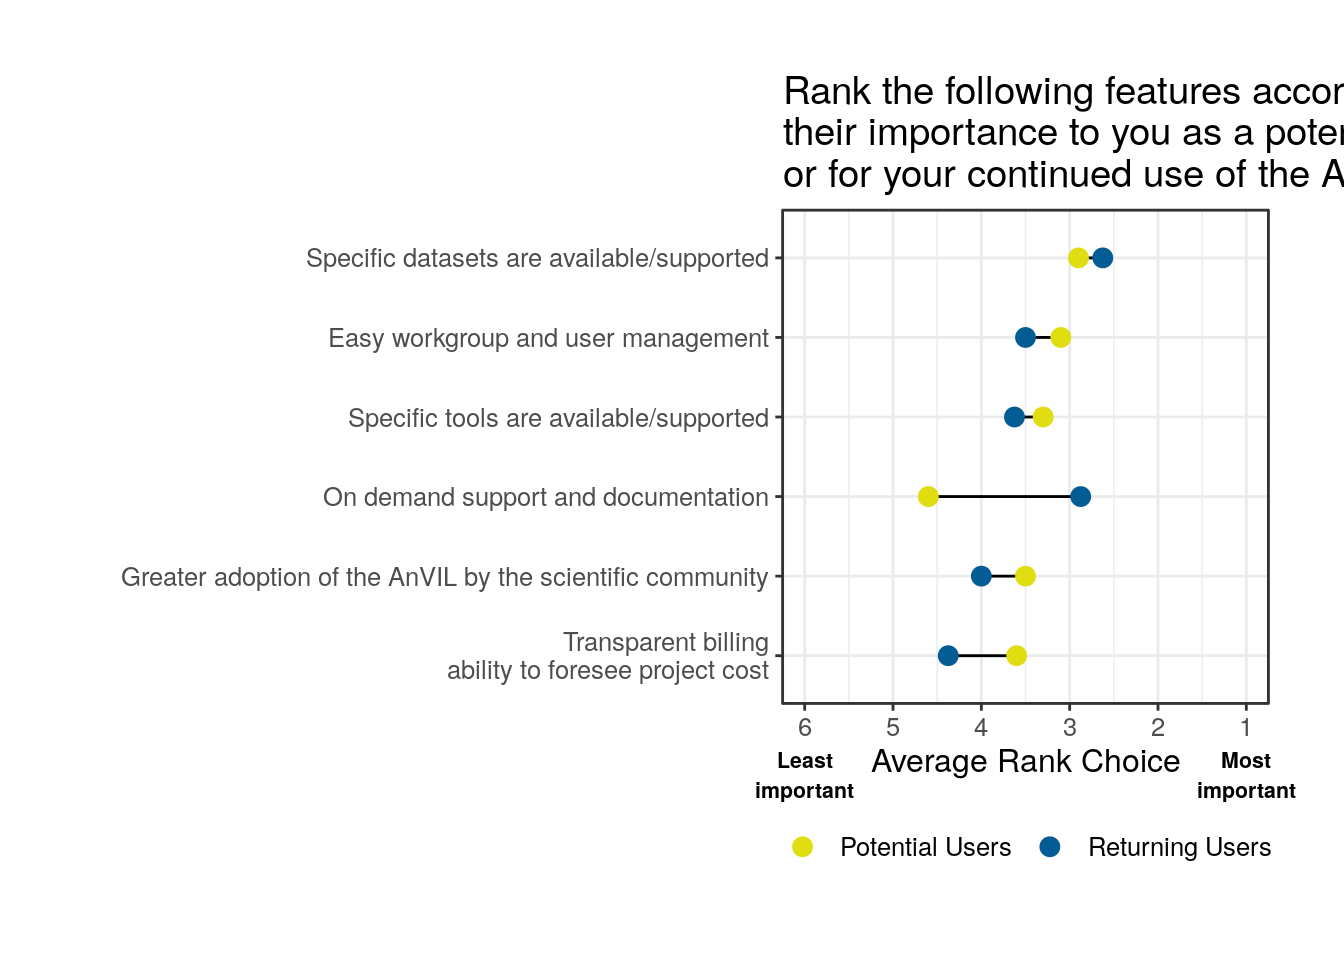 Rank the following features accor
their importance to you as a poter
or for your continued use of the A
Specific datasets are available/supported
Easy workgroup and user management
Specific tools are available/supported
On demand support and documentation
Greater adoption of the AnVIL by the scientific community
Transparent billing
ability to foresee project cost
6 5 4 3 2 1
Least important
Average Rank Choice
Most important
Potential Users
Returning Users